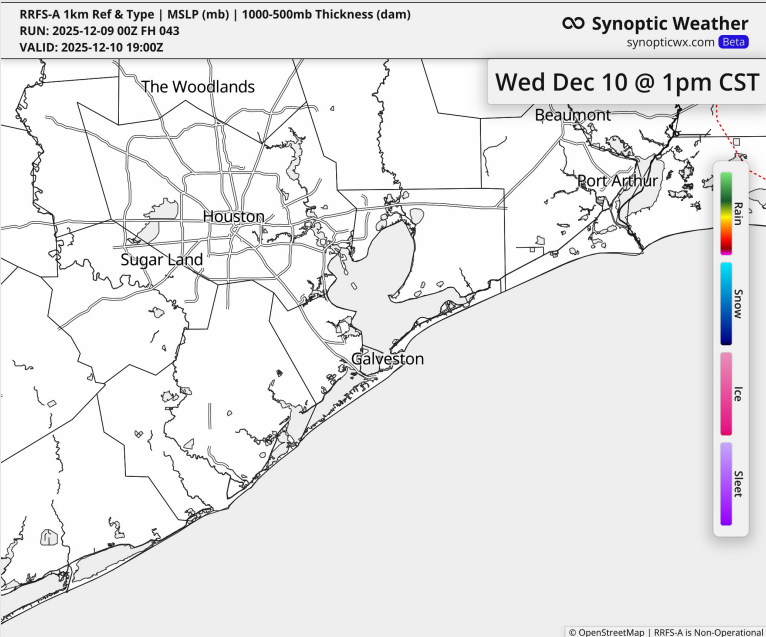 RRFS-A 1km Ref & Type | MSLP (mb) | 1000-500mb Thickness (dam)
RUN: 2025-12-09 00Z FH 043
VALID: 2025-12-10 19:00Z
Synoptic Weather
synopticwx.com Beta
Wed Dec 10 @ 1pm CST
The Woodlands
Beaumont
Port Arthur
Houston
Sugar Land
Galveston
Rain
Snow
Ice
Sleet
© OpenStreetMap | RRFS-A is Non-Operational